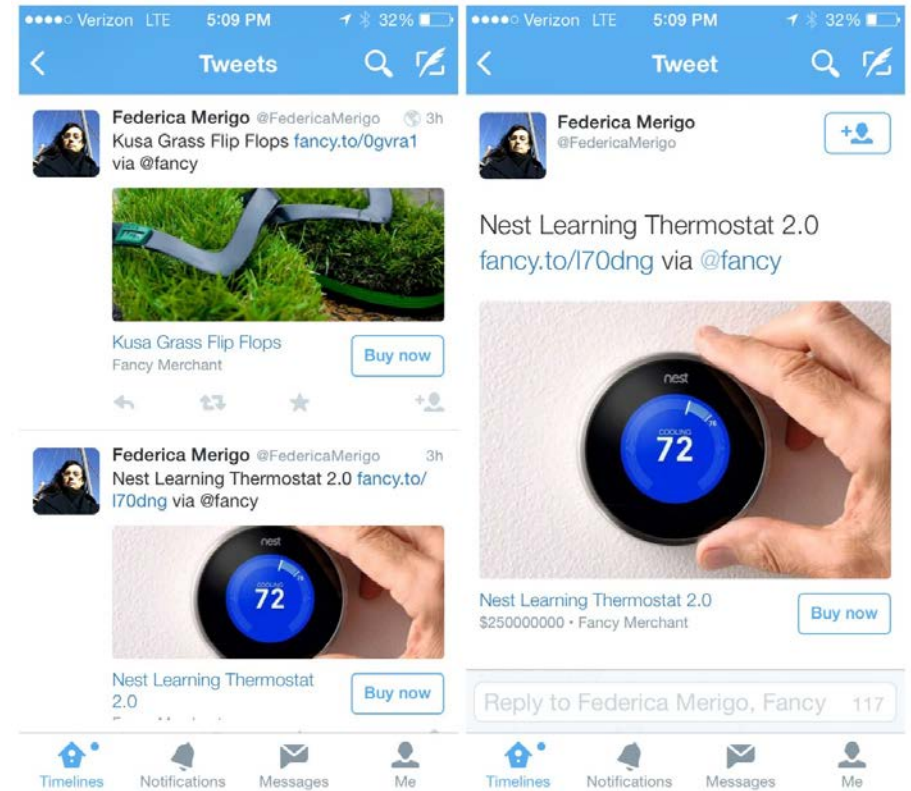 Verizon LTE 5:09 PM 32%
Tweets
Federica Merigo @FedericaMerigo 3h
Kusa Grass Flip Flops fancy.to/0gvra1
via @fancy
Kusa Grass Flip Flops
Fancy Merchant
Buy now
Federica Merigo @FedericaMerigo 3h
Nest Learning Thermostat 2.0 fancy.to/
l70dng via @fancy
nest
COOLING
72
Nest Learning Thermostat
2.0
Buy now
Timelines Notifications Messages Me
Verizon LTE 5:09 PM 32%
Tweet
Federica Merigo
@FedericaMerigo
Nest Learning Thermostat 2.0
fancy.to/l70dng via @fancy
nest
COOLING
72
Nest Learning Thermostat 2.0
$250000000 • Fancy Merchant
Buy now
Reply to Federica Merigo, Fancy 117
Timelines Notifications Messages Me